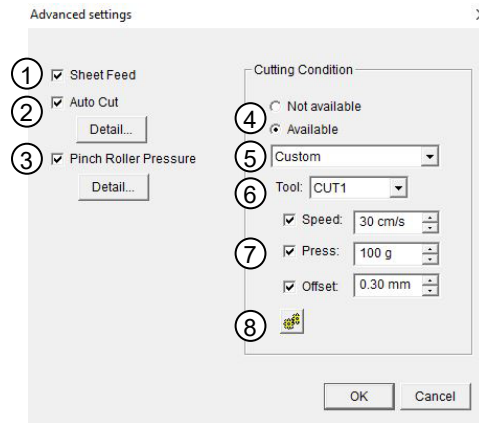 Advanced settings
1 Sheet Feed
2 Auto Cut
Detail...
3 Pinch Roller Pressure
Detail...
Cutting Condition
Not available
4
Available
5 Custom
6 Tool: CUT1
Speed: 30 cm/s
7 Press: 100 g
Offset: 0.30 mm
8
OK Cancel